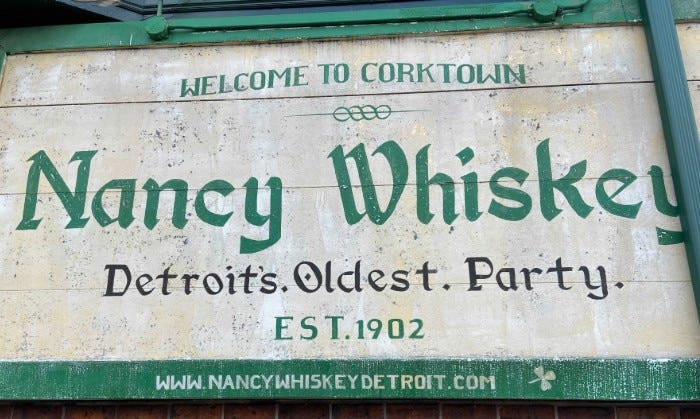 WELCOME TO CORKTOWN
Nancy Whiskey
Detroit's. Oldest. Party.
EST. 1902
WWW.NANCYWHISKEYDETROIT.COM